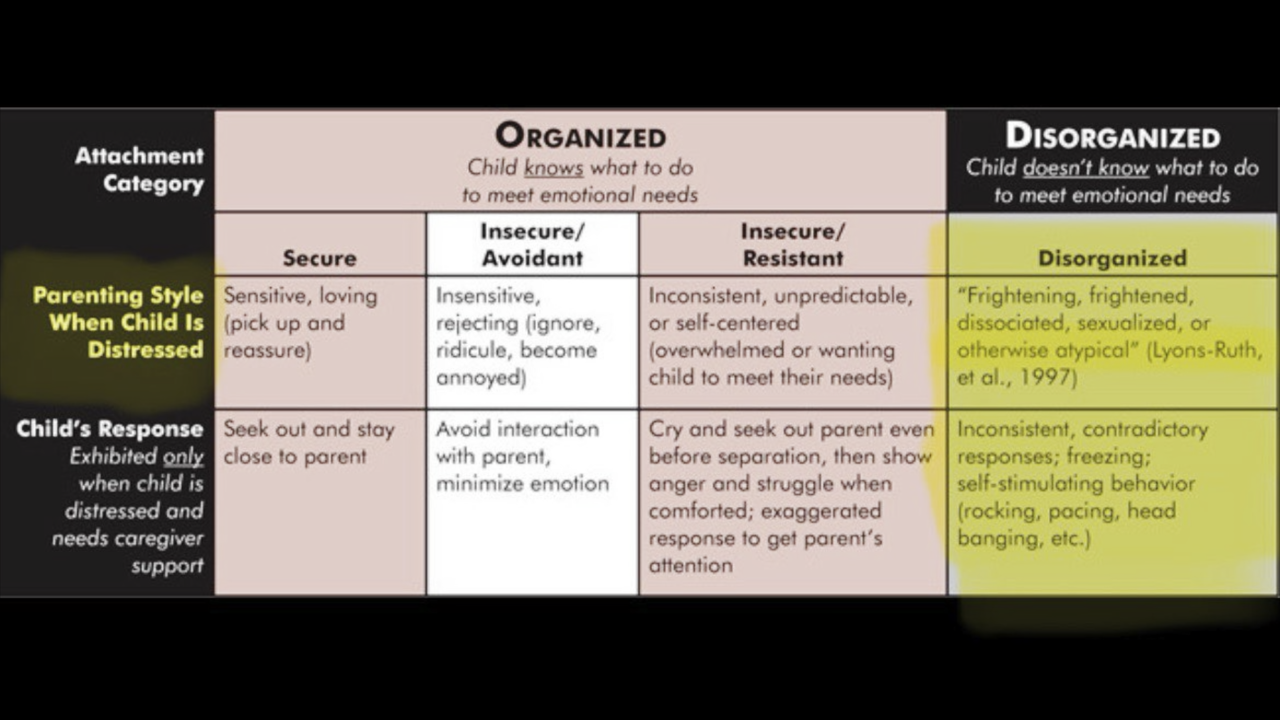 Attachment
Category
ORGANIZED
Child knows what to do
to meet emotional needs
DISORGANIZED
Child doesn't know what to do
to meet emotional needs
Secure
Insecure/
Avoidant
Insecure/
Resistant
Disorganized
Parenting Style
When Child Is
Distressed
Sensitive, loving
(pick up and
reassure)
Insensitive,
rejecting (ignore,
ridicule, become
annoyed)
Inconsistent, unpredictable,
or self-centered
(overwhelmed or wanting
child to meet their needs)
“Frightening, frightened,
dissociated, sexualized, or
otherwise atypical” (Lyons-Ruth,
et al., 1997)
Child’s Response
Exhibited only
when child is
distressed and
needs caregiver
support
Seek out and stay
close to parent
Avoid interaction
with parent,
minimize emotion
Cry and seek out parent even
before separation, then show
anger and struggle when
comforted; exaggerated
response to get parent’s
attention
Inconsistent, contradictory
responses; freezing;
self-stimulating behavior
(rocking, pacing, head
banging, etc.)